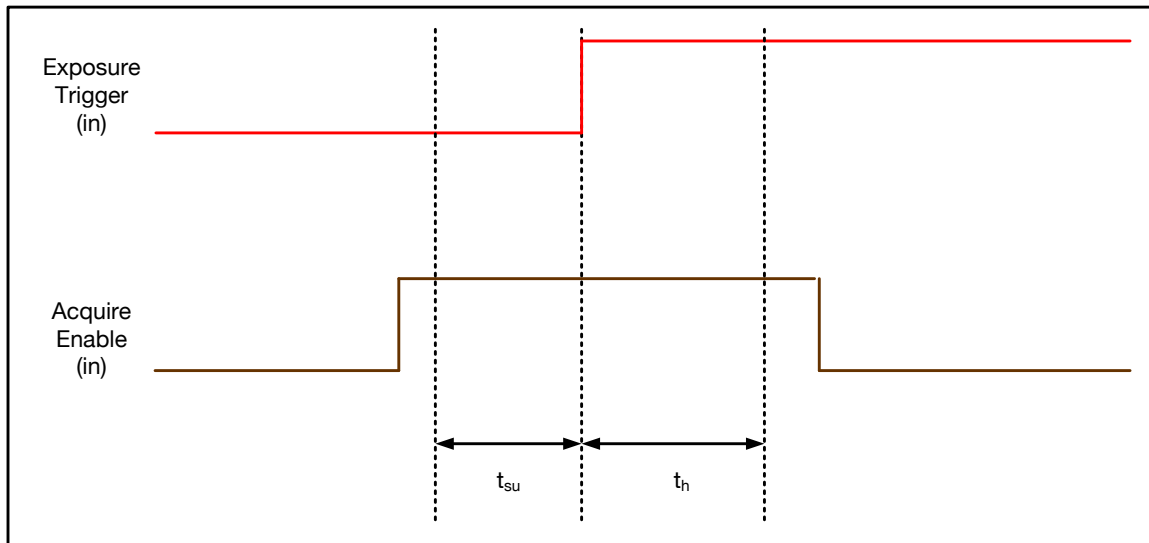 Exposure
Trigger
(in)
Acquire
Enable
(in)
tsu
th